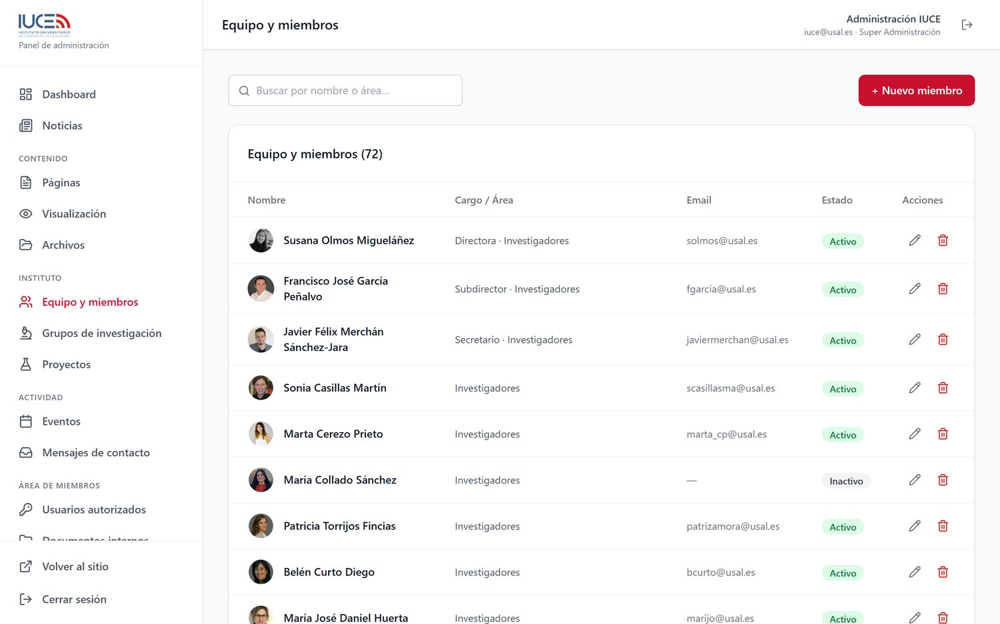 IUCE
INSTITUTO UNIVERSITARIO
DE CIENCIAS DE LA EDUCACIÓN
Panel de administración
Dashboard
Noticias
CONTENIDO
Páginas
Visualización
Archivos
INSTITUTO
Equipo y miembros
Grupos de investigación
Proyectos
ACTIVIDAD
Eventos
Mensajes de contacto
ÁREA DE MIEMBROS
Usuarios autorizados
Documentos internos
Volver al sitio
Cerrar sesión
Equipo y miembros
Administración IUCE
iuce@usal.es · Super Administración
Buscar por nombre o área...
+ Nuevo miembro
Equipo y miembros (72)
Nombre Cargo / Área Email Estado Acciones
Susana Olmos Migueláñez Directora · Investigadores solmos@usal.es Activo
Francisco José García
Peñalvo Subdirector · Investigadores fgarcia@usal.es Activo
Javier Félix Merchán
Sánchez-Jara Secretario · Investigadores javiermerchan@usal.es Activo
Sonia Casillas Martín Investigadores scasillasma@usal.es Activo
Marta Cerezo Prieto Investigadores marta_cp@usal.es Activo
María Collado Sánchez Investigadores — Inactivo
Patricia Torrijos Fincias Investigadores patrizamora@usal.es Activo
Belén Curto Diego Investigadores bcurto@usal.es Activo
María José Daniel Huerta Investigadores marijo@usal.es Activo